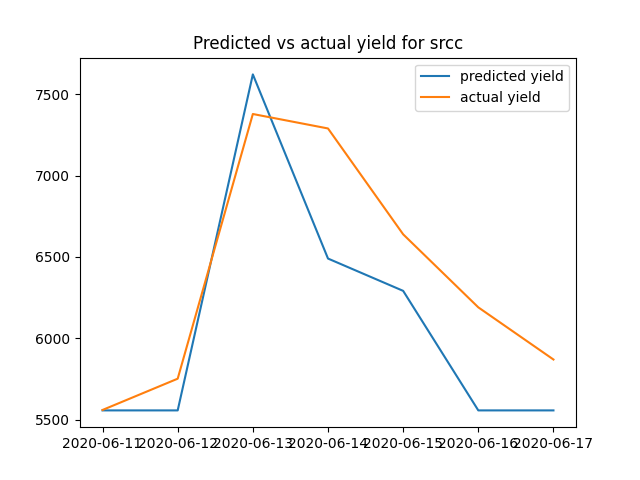 Predicted vs actual yield for srcc
predicted yield
actual yield
7500
7000
6500
6000
5500
2020-06-11 2020-06-12 2020-06-13 2020-06-14 2020-06-15 2020-06-16 2020-06-17